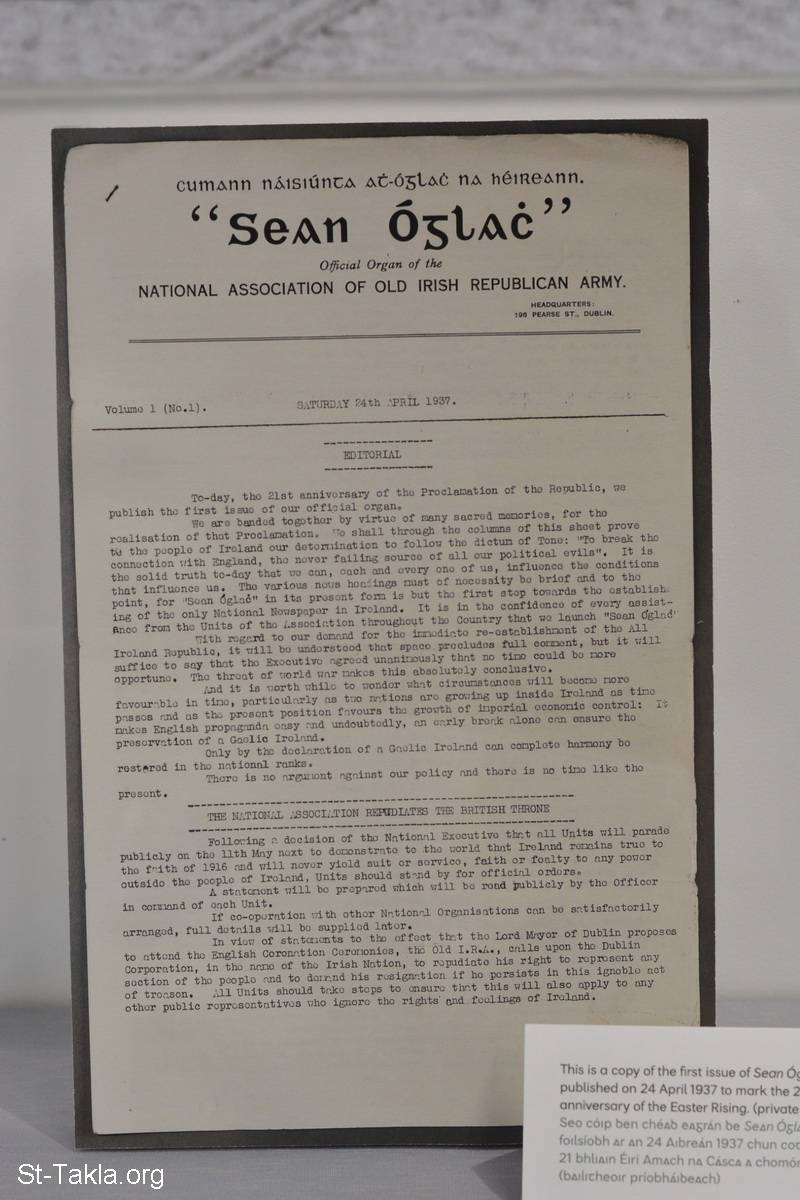 cumann náisiúnta at-óglaċ na héireann.
"Sean Óglaċ"
Official Organ of the
NATIONAL ASSOCIATION OF OLD IRISH REPUBLICAN ARMY.
HEADQUARTERS:
196 PEARSE ST., DUBLIN.
Volume 1 (No.1). SATURDAY 24th APRIL 1937.
EDITORIAL
To-day, the 21st anniversary of the Proclamation of the Republic, we
publish the first issue of our official organ.
We are banded together by virtue of many sacred memories, for the
realisation of that Proclamation. We shall through the columns of this sheet prove
to the people of Ireland our determination to follow the dictum of Tone: "To break the
connection with England, the never failing source of all our political evils". It is
the solid truth to-day that we can, each and every one of us, influence the conditions
that influence us. The various news headings must of necessity be brief and to the
point, for "Sean Óglaċ" in its present form is but the first step towards the establish-
ing of the only National Newspaper in Ireland. It is in the confidence of every assist-
ance from the Units of the Association throughout the Country that we launch "Sean Óglaċ"
With regard to our demand for the immediate re-establishment of the All
Ireland Republic, it will be understood that space precludes full comment, but it will
suffice to say that the Executive agreed unanimously that no time could be more
opportune. The threat of world war makes this absolutely conclusive.
And it is worth while to wonder what circumstances will become more
favourable in time, particularly as two nations are growing up inside Ireland as time
passes and as the present position favours the growth of imperial economic control: It
makes English propaganda easy and undoubtedly, an early break alone can ensure the
preservation of a Gaelic Ireland.
Only by the declaration of a Gaelic Ireland can complete harmony be
restered in the national ranks.
There is no argument against our policy and there is no time like the
present.
THE NATIONAL ASSOCIATION REPUDIATES THE BRITISH THRONE
Following a decision of the National Executive that all Units will parade
publicly on the 11th May next to demonstrate to the world that Ireland remains true to
the faith of 1916 and will never yield suit or service, faith or fealty to any power
outside the people of Ireland, Units should stand by for official orders.
A statement will be prepared which will be read publicly by the Officer
in command of each Unit.
If co-operation with other National Organisations can be satisfactorily
arranged, full details will be supplied later.
In view of statements to the effect that the Lord Mayor of Dublin proposes
to attend the English Coronation Ceremonies, the Old I.R.A., calls upon the Dublin
Corporation, in the name of the Irish Nation, to repudiate his right to represent any
section of the people and to demand his resignation if he persists in this ignoble act
of treason. All Units should take steps to ensure that this will also apply to any
other public representatives who ignore the rights and feelings of Ireland.
This is a copy of the first issue of Sean Óg
published on 24 April 1937 to mark the 2
anniversary of the Easter Rising. (private
Seo cóip ben chéab eagrán be Sean Ógla
foilsíobh ar an 24 Aibreán 1937 chun
21 bhliain Éirí Amach na Cásca a chomór
(bailitheoir príobháibeach)
St-Takla.org